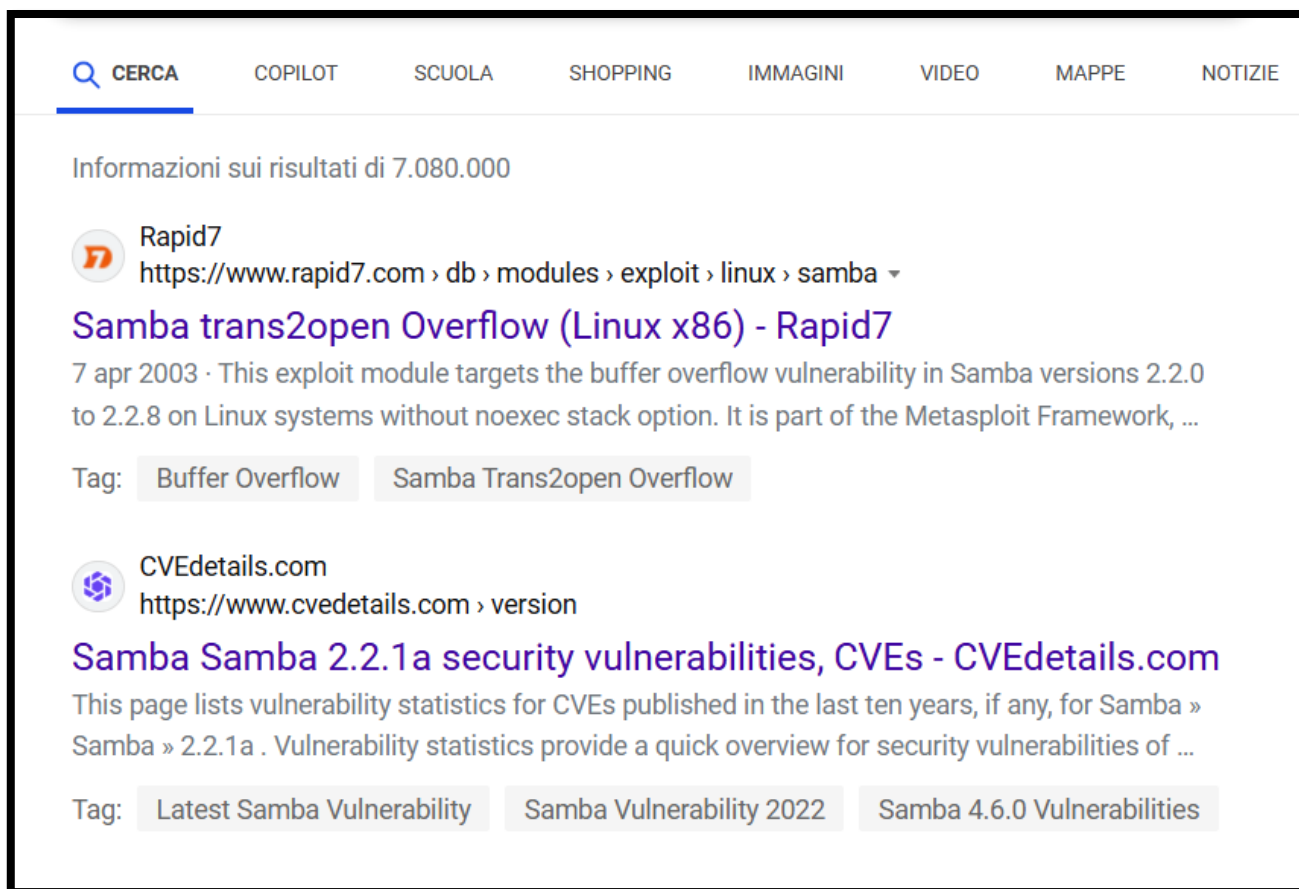 CERCA COPILOT SCUOLA SHOPPING IMMAGINI VIDEO MAPPE NOTIZIE
Informazioni sui risultati di 7.080.000
Rapid7
https://www.rapid7.com › db › modules › exploit › linux › samba
Samba trans2open Overflow (Linux x86) - Rapid7
7 apr 2003 · This exploit module targets the buffer overflow vulnerability in Samba versions 2.2.0
to 2.2.8 on Linux systems without noexec stack option. It is part of the Metasploit Framework, ...
Tag: Buffer Overflow Samba Trans2open Overflow
CVEdetails.com
https://www.cvedetails.com › version
Samba Samba 2.2.1a security vulnerabilities, CVEs - CVEdetails.com
This page lists vulnerability statistics for CVEs published in the last ten years, if any, for Samba »
Samba » 2.2.1a . Vulnerability statistics provide a quick overview for security vulnerabilities of ...
Tag: Latest Samba Vulnerability Samba Vulnerability 2022 Samba 4.6.0 Vulnerabilities